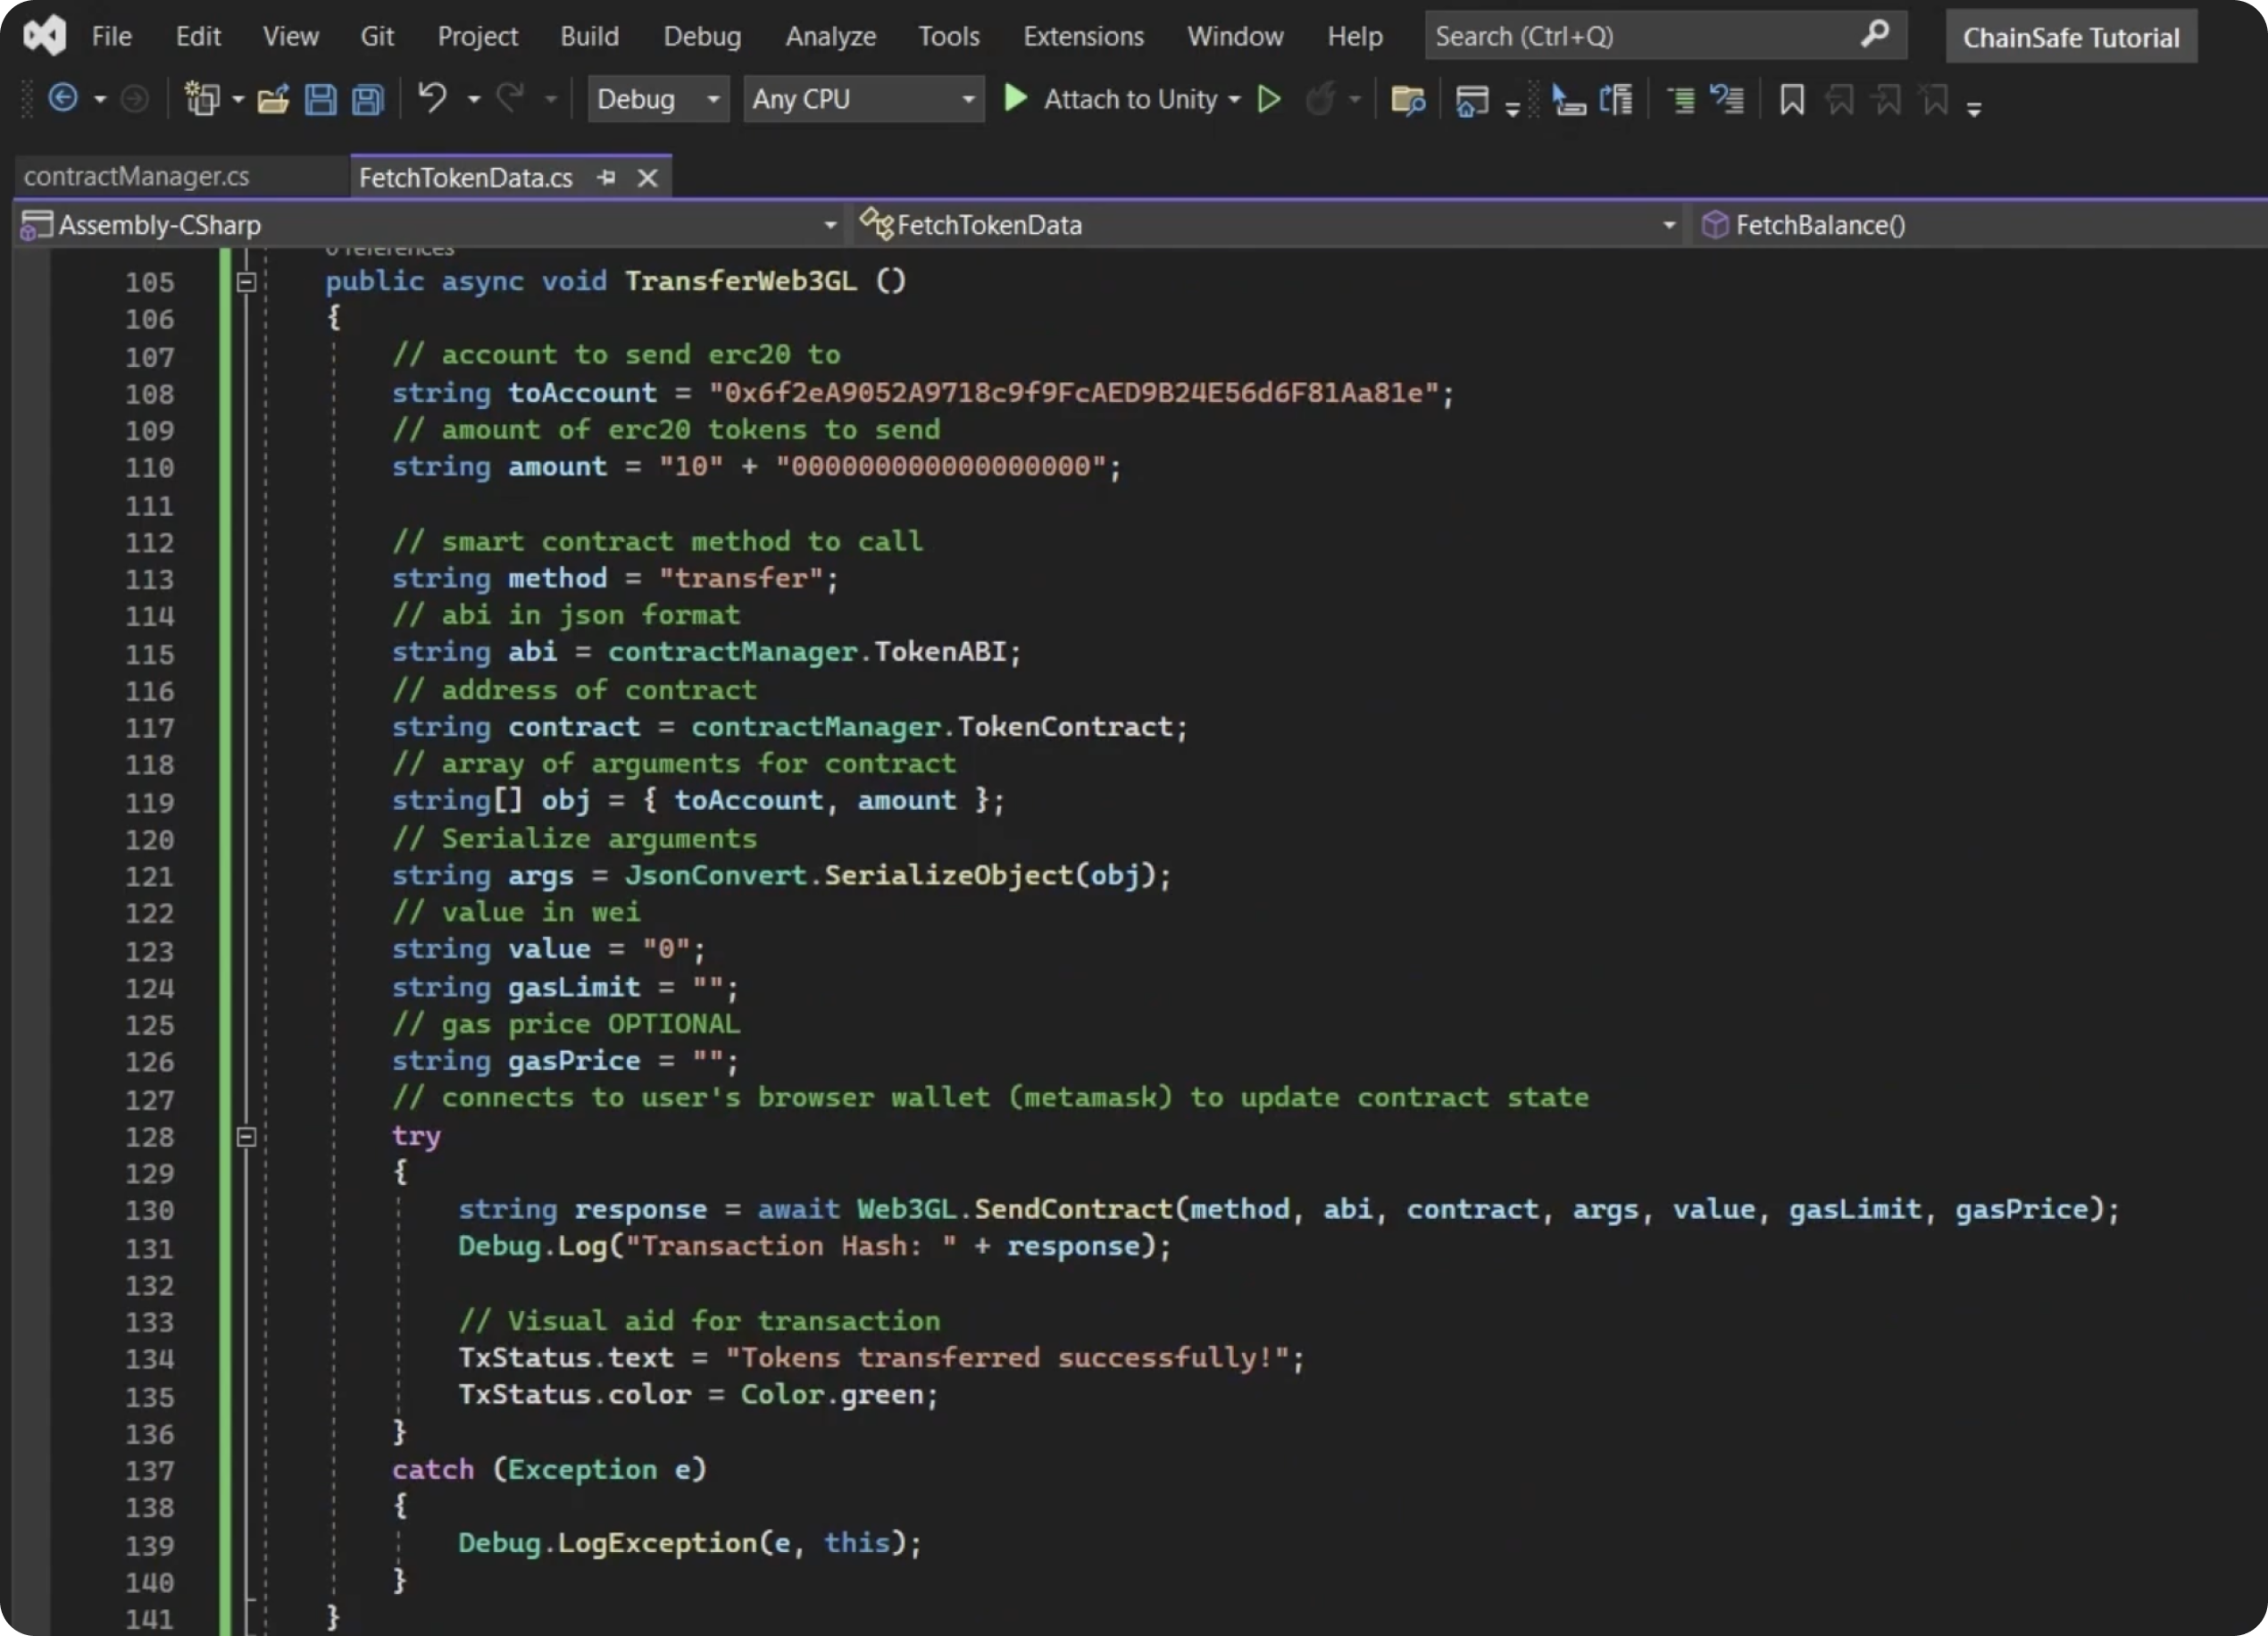 File Edit View Git Project Build Debug Analyze Tools Extensions Window Help Search (Ctrl+Q) ChainSafe Tutorial
Debug Any CPU Attach to Unity
contractManager.cs FetchTokenData.cs
Assembly-CSharp FetchTokenData FetchBalance()
0 references
105 public async void TransferWeb3GL ()
106 {
107 // account to send erc20 to
108 string toAccount = "0x6f2eA9052A9718c9f9FcAED9B24E56d6F81Aa81e";
109 // amount of erc20 tokens to send
110 string amount = "10" + "000000000000000000";
111
112 // smart contract method to call
113 string method = "transfer";
114 // abi in json format
115 string abi = contractManager.TokenABI;
116 // address of contract
117 string contract = contractManager.TokenContract;
118 // array of arguments for contract
119 string[] obj = { toAccount, amount };
120 // Serialize arguments
121 string args = JsonConvert.SerializeObject(obj);
122 // value in wei
123 string value = "0";
124 string gasLimit = "";
125 // gas price OPTIONAL
126 string gasPrice = "";
127 // connects to user's browser wallet (metamask) to update contract state
128 try
129 {
130 string response = await Web3GL.SendContract(method, abi, contract, args, value, gasLimit, gasPrice);
131 Debug.Log("Transaction Hash: " + response);
132
133 // Visual aid for transaction
134 TxStatus.text = "Tokens transferred successfully!";
135 TxStatus.color = Color.green;
136 }
137 catch (Exception e)
138 {
139 Debug.LogException(e, this);
140 }
141 }